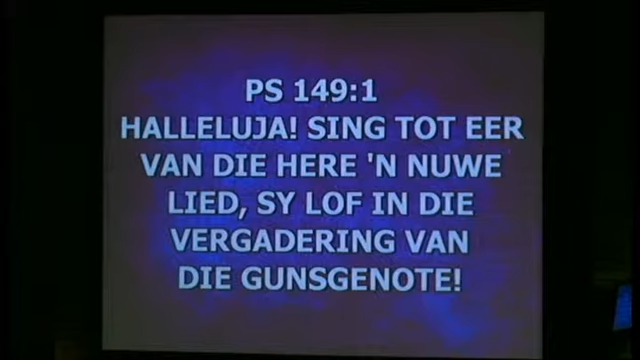 PS 149:1
HALLELUJA! SING TOT EER
VAN DIE HERE 'N NUWE
LIED, SY LOF IN DIE
VERGADERING VAN
DIE GUNSGENOTE!